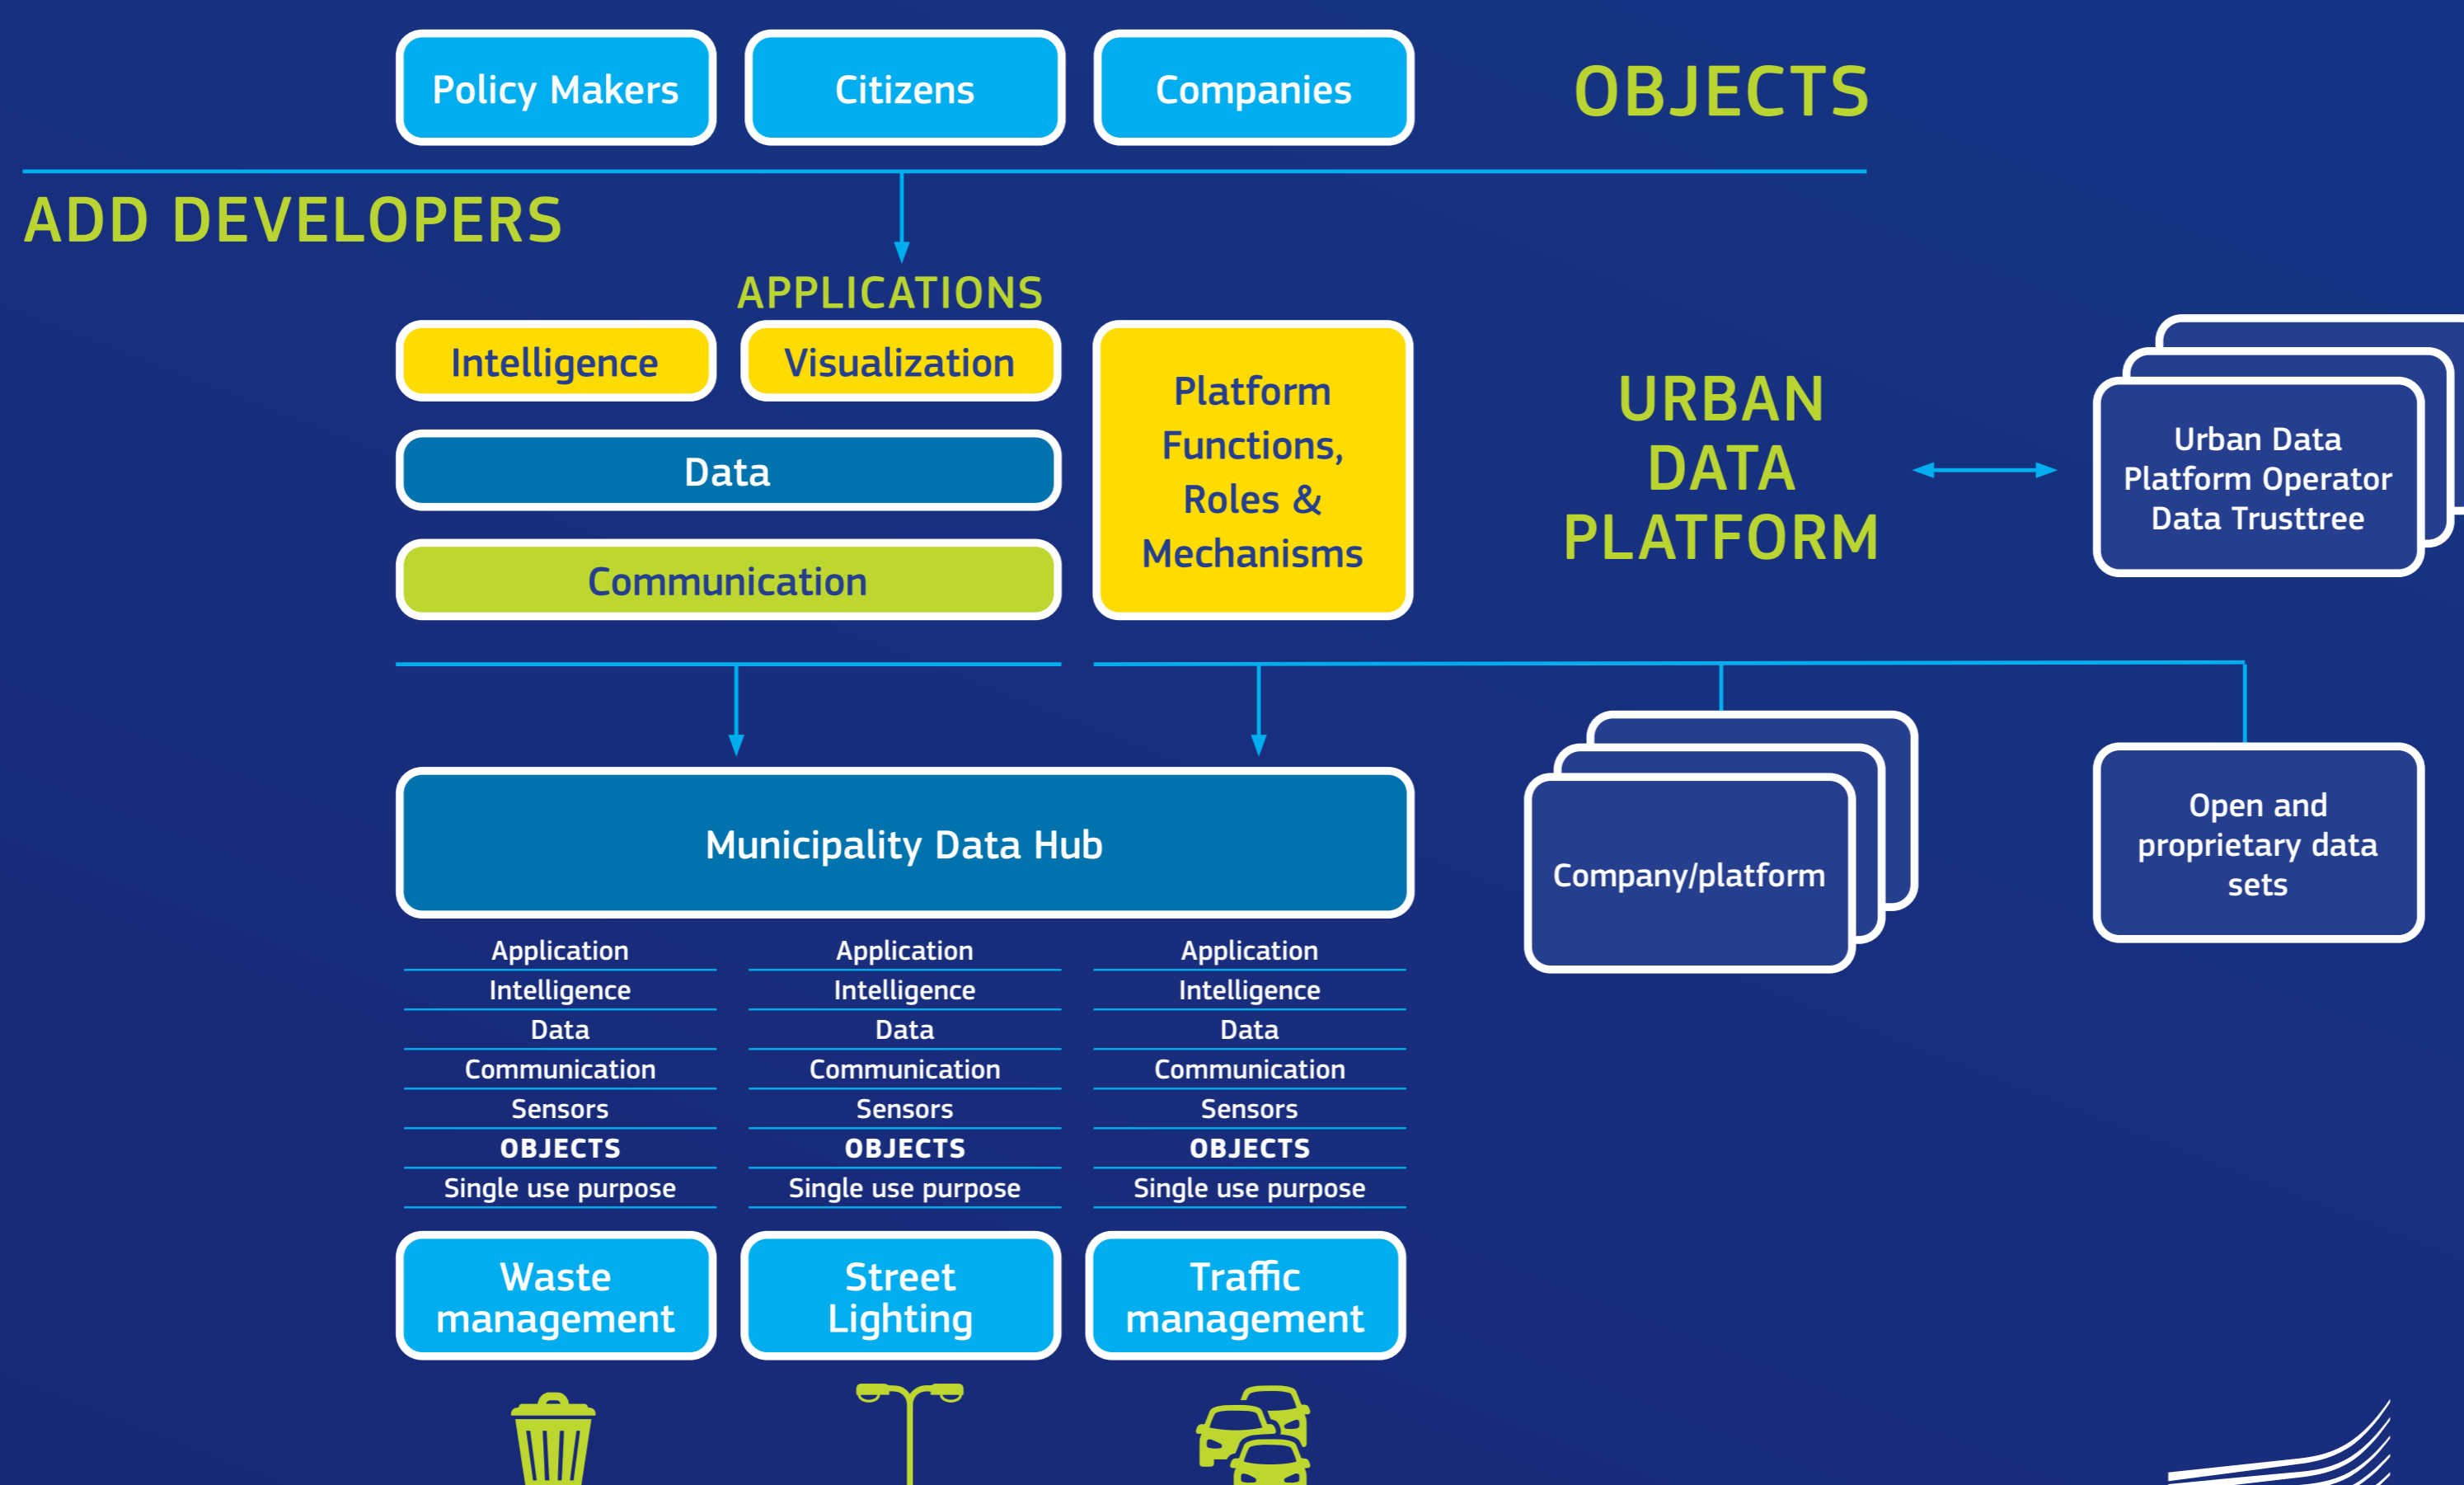 Policy Makers
Citizens
Companies
OBJECTS
ADD DEVELOPERS
APPLICATIONS
Intelligence
Visualization
Data
Communication
Platform
Functions,
Roles &
Mechanisms
URBAN
DATA
PLATFORM
Urban Data
Platform Operator
Data Trusttree
Municipality Data Hub
Company/platform
Open and
proprietary data
sets
Application
Intelligence
Data
Communication
Sensors
OBJECTS
Single use purpose
Application
Intelligence
Data
Communication
Sensors
OBJECTS
Single use purpose
Application
Intelligence
Data
Communication
Sensors
OBJECTS
Single use purpose
Waste
management
Street
Lighting
Traffic
management